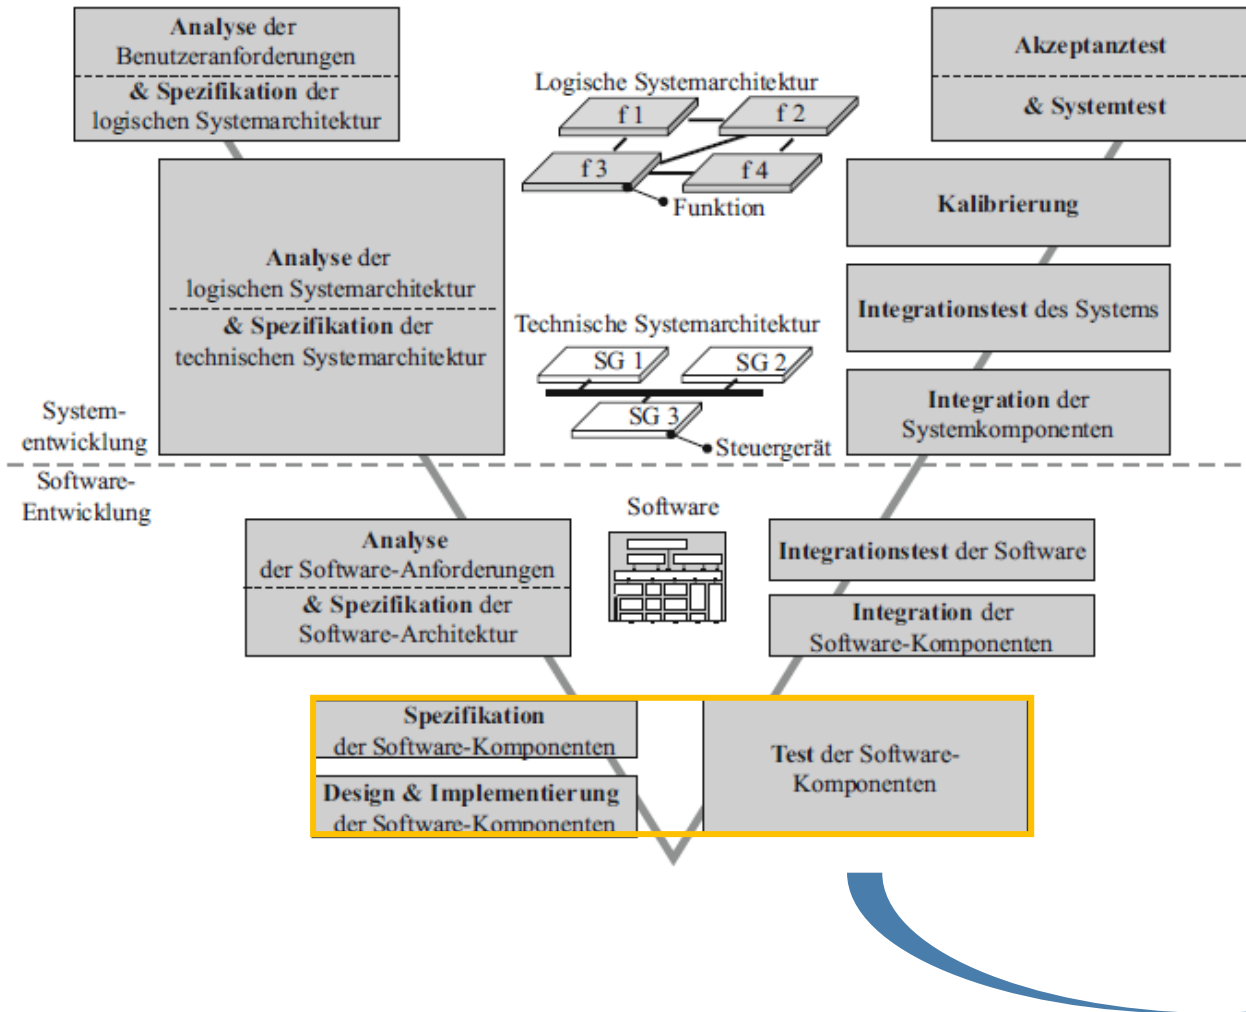 Analyse der
Benutzeranforderungen
& Spezifikation der
logischen Systemarchitektur
Akzeptanztest
& Systemtest
Logische Systemarchitektur
f 1
f 2
f 3
f 4
Funktion
Kalibrierung
Analyse der
logischen Systemarchitektur
& Spezifikation der
technischen Systemarchitektur
Integrationstest des Systems
Technische Systemarchitektur
SG 1
SG 2
SG 3
Steuergerät
Integration der
Systemkomponenten
System-
entwicklung
Software-
Entwicklung
Software
Analyse
der Software-Anforderungen
& Spezifikation der
Software-Architektur
Integrationstest der Software
Integration der
Software-Komponenten
Spezifikation
der Software-Komponenten
Design & Implementierung
der Software-Komponenten
Test der Software-
Komponenten